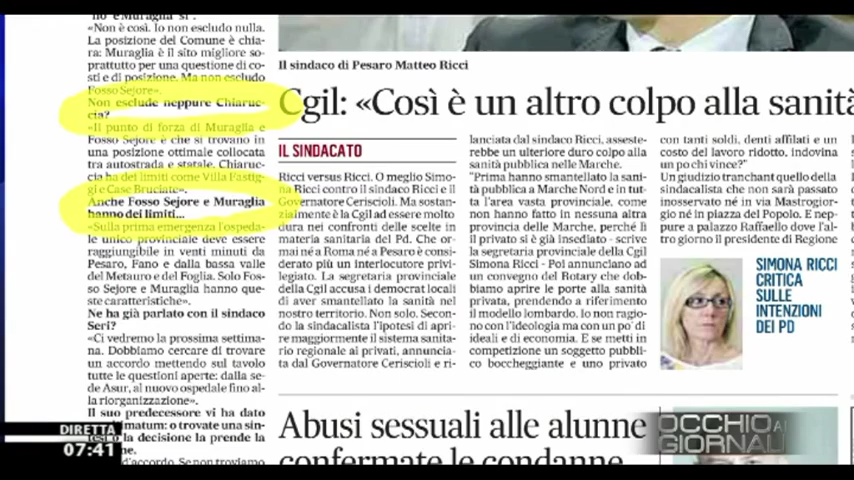 no e Muraglia si".
«Non è così. Io non escludo nulla.
La posizione del Comune è chia-
ra: Muraglia è il sito migliore so-
prattutto per una questione di co-
sti e di posizione. Ma non escludo
Fosso Sejore».
Non esclude neppure Chiaruc-
cia?
«Il punto di forza di Muraglia e
Fosso Sejore è che si trovano in
una posizione ottimale collocata
tra autostrada e statale. Chiaruc-
cia ha dei limiti come Villa Fastig-
gi e Case Bruciate».
Anche Fosso Sejore e Muraglia
hanno dei limiti...
«Sulla prima emergenza l'ospeda-
le unico provinciale deve essere
raggiungibile in venti minuti da
Pesaro, Fano e dalla bassa valle
del Metauro e del Foglia. Solo Fos-
so Sejore e Muraglia hanno que-
ste caratteristiche».
Ne ha già parlato con il sindaco
Seri?
«Ci vedremo la prossima settima-
na. Dobbiamo cercare di trovare
un accordo mettendo sul tavolo
tutte le questioni aperte: dalla se-
de Asur, al nuovo ospedale fino al-
la riorganizzazione».
Il suo predecessore vi ha dato
timatum: o trovate una sin-
o la decisione la prende la
ne.
d'accordo. Se non troviamo
Il sindaco di Pesaro Matteo Ricci
Cgil: «Così è un altro colpo alla sanità
IL SINDACATO
Ricci versus Ricci. O meglio Simo-
na Ricci contro il sindaco Ricci e il
Governatore Ceriscioli. Ma sostan-
zialmente è la Cgil ad essere molto
dura nei confronti delle scelte in
materia sanitaria del Pd. Che or-
mai né a Roma né a Pesaro è consi-
derato più un interlocutore privile-
giato. La segretaria provinciale
della Cgil accusa i democrat locali
di aver smantellato la sanità nel
nostro territorio. Non solo. Secon-
do la sindacalista l'ipotesi di apri-
re maggiormente il sistema sanita-
rio regionale ai privati, annuncia-
ta dal Governatore Ceriscioli e ri-
lanciata dal sindaco Ricci, asseste-
rebbe un ulteriore duro colpo alla
sanità pubblica nelle Marche.
"Prima hanno smantellato la sani-
tà pubblica a Marche Nord e in tut-
ta l'area vasta provinciale, come
non hanno fatto in nessuna altra
provincia delle Marche, perché lì
il privato si è già insediato - scrive
la segretaria provinciale della Cgil
Simona Ricci - Poi annunciano ad
un convegno del Rotary che dob-
biamo aprire le porte alla sanità
privata, prendendo a riferimento
il modello lombardo. Io non ragio-
no con l'ideologia ma con un po' di
ideali e di economia. E se metti in
competizione un soggetto pubbli-
co boccheggiante e uno privato
con tanti soldi, denti affilati e un
costo del lavoro ridotto, indovina
un po chi vince?"
Un giudizio tranchant quello della
sindacalista che non sarà passato
inosservato né in via Mastrogior-
gio né in piazza del Popolo. E nep-
pure a palazzo Raffaello dove l'al-
tro giorno il presidente di Regione
SIMONA RICCI
CRITICA
SULLE
INTENZIONI
DEI PD
Abusi sessuali alle alunne
confermate le condanne
DIRETTA
07:41
OCCHIO AI
GIORNALI